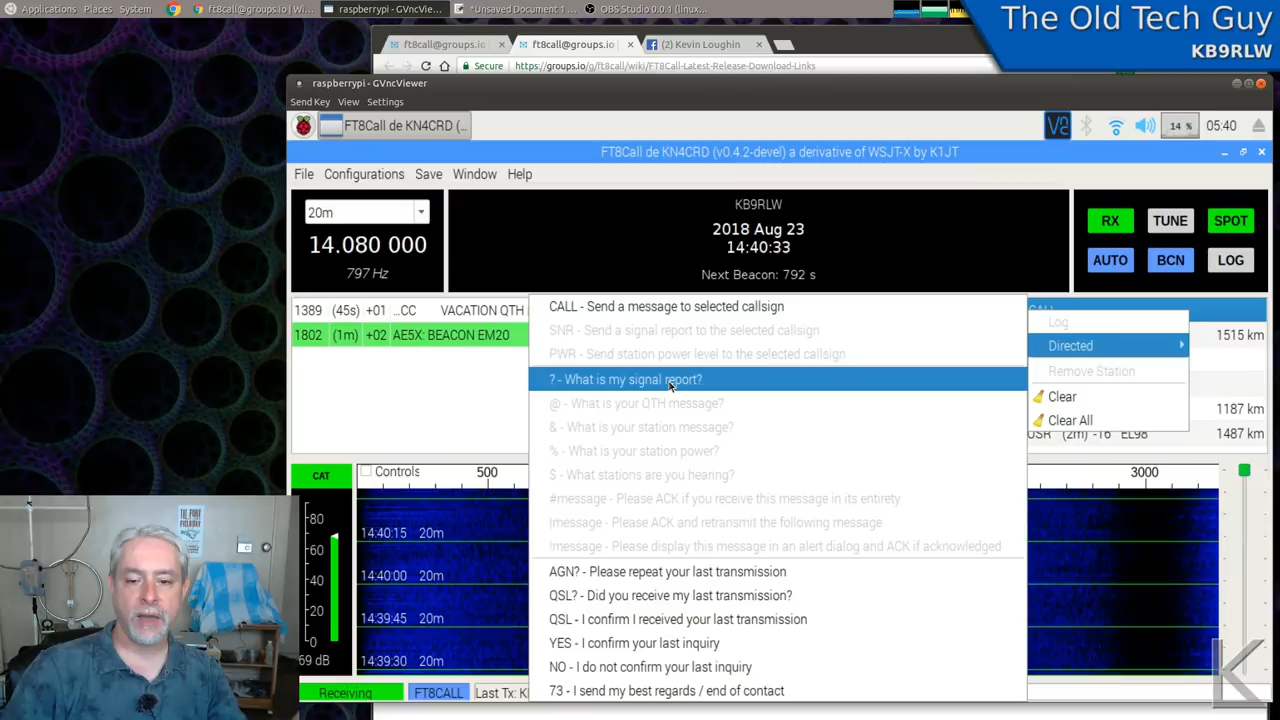 Applications
Places
System
ft8call@groups.io | Wi...
raspberrypi - GVncVie...
*Unsaved Document 1 ...
OBS Studio 0.0.1 (linux...
The Old Tech Guy
KB9RLW
ft8call@groups.io
ft8call@groups.io
(2) Kevin Loughin
Secure
https://groups.io/g/ft8call/wiki/FT8Call-Latest-Release-Download-Links
raspberrypi - GVncViewer
Send Key View Settings
FT8Call de KN4CRD (...
14 %
05:40
FT8Call de KN4CRD (v0.4.2-devel) a derivative of WSJT-X by K1JT
File Configurations Save Window Help
20m
14.080 000
797 Hz
KB9RLW
2018 Aug 23
14:40:33
Next Beacon: 792 s
RX TUNE SPOT
AUTO BCN LOG
1389 (45s) +01 ...CC VACATION QTH
1802 (1m) +02 AE5X: BEACON EM20
CALL - Send a message to selected callsign
SNR - Send a signal report to the selected callsign
PWR - Send station power level to the selected callsign
? - What is my signal report?
@ - What is your QTH message?
& - What is your station message?
% - What is your station power?
$ - What stations are you hearing?
#message - Please ACK if you receive this message in its entirety
|message - Please ACK and retransmit the following message
!message - Please display this message in an alert dialog and ACK if acknowledged
AGN? - Please repeat your last transmission
QSL? - Did you receive my last transmission?
QSL - I confirm I received your last transmission
YES - I confirm your last inquiry
NO - I do not confirm your last inquiry
73 - I send my best regards / end of contact
Log
Directed
Remove Station
Clear
Clear All
1515 km
1187 km
(2m) -16 EL98 1487 km
CAT
Controls
500
3000
80
60
40
20
0
14:40:15 20m
14:40:00 20m
14:39:45 20m
14:39:30 20m
69 dB
Receiving
FT8CALL
Last Tx: K
K